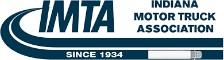 IMTA
INDIANA
MOTOR TRUCK
ASSOCIATION
SINCE 1934